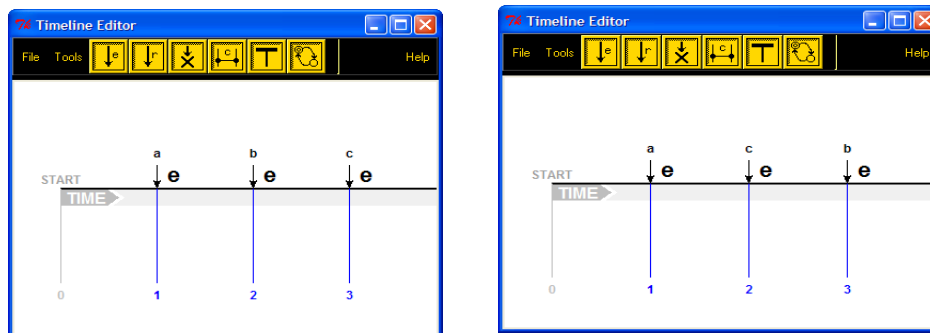 Timeline Editor
File Tools e r c Help
a b c
e e e
START
TIME
0 1 2 3
Timeline Editor
File Tools e r c Help
a c b
e e e
START
TIME
0 1 2 3